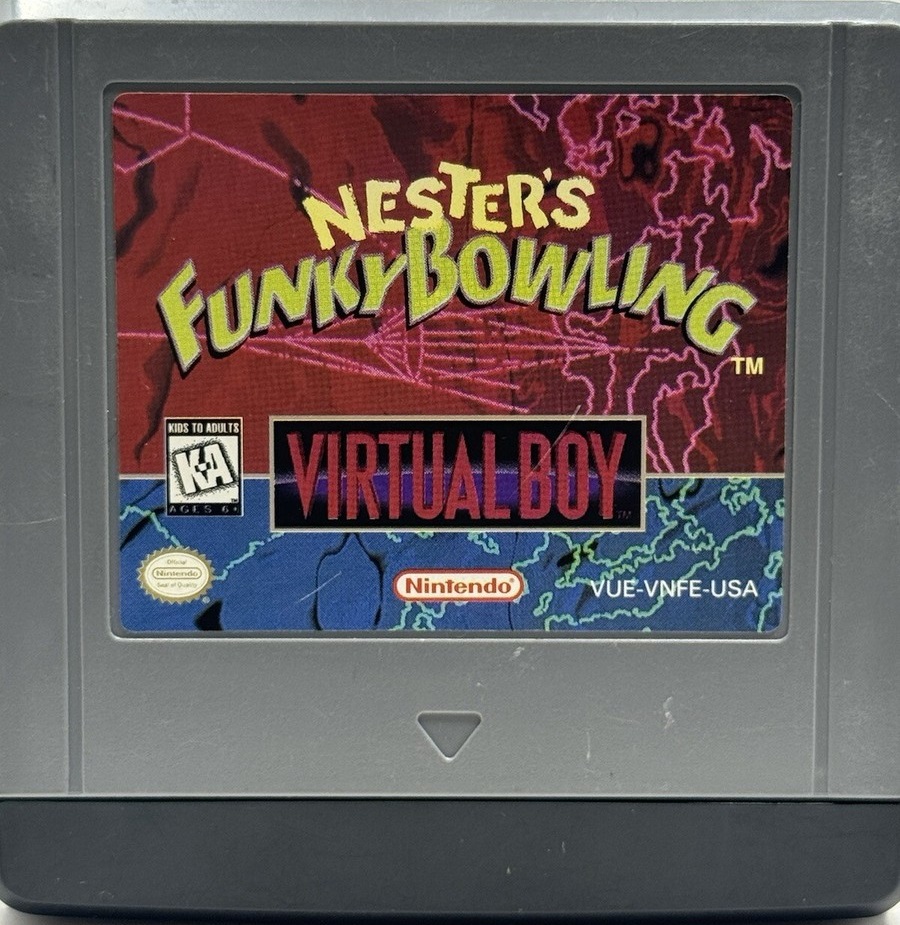 NESTER'S
FUNKY BOWLING
TM
KIDS TO ADULTS
K-A
TM
AGES 6+
VIRTUAL BOY
TM
Official
Nintendo
Seal of Quality
Nintendo®
VUE-VNFE-USA